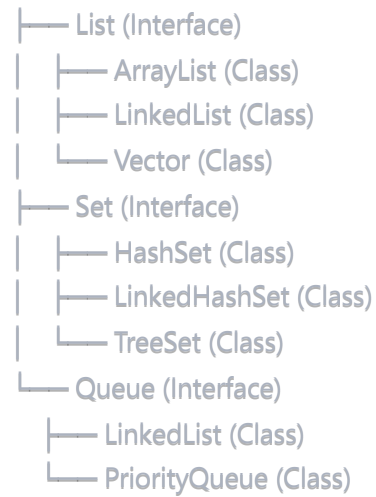 ├── List (Interface)
│   ├── ArrayList (Class)
│   ├── LinkedList (Class)
│   └── Vector (Class)
├── Set (Interface)
│   ├── HashSet (Class)
│   ├── LinkedHashSet (Class)
│   └── TreeSet (Class)
└── Queue (Interface)
    ├── LinkedList (Class)
    └── PriorityQueue (Class)